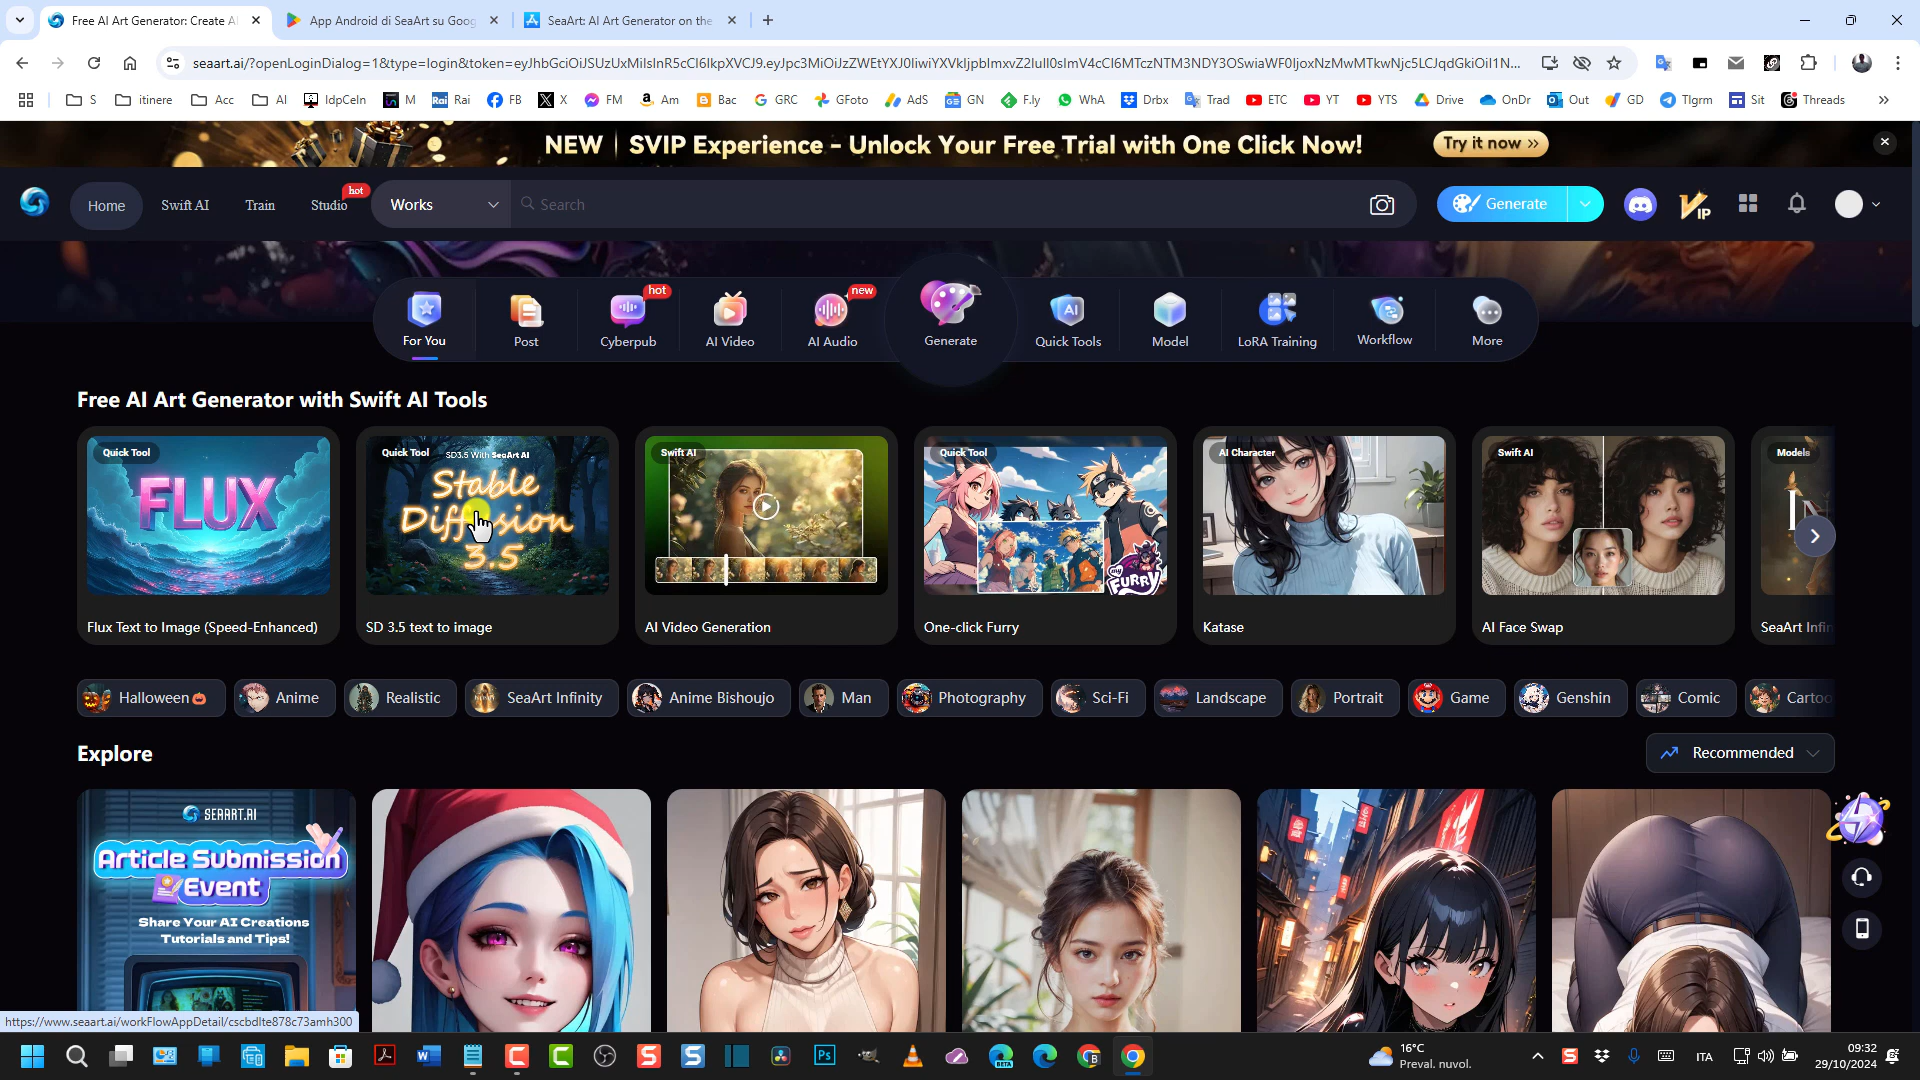 Free AI Art Generator: Create AI
App Android di SeaArt su Goog
SeaArt: AI Art Generator on the
seaart.ai/?openLoginDialog=1&type=login&token=eyJhbGciOiJSUzUxMiIsInR5cCI6IkpXVCJ9.eyJpc3MiOiJzZWEtYXJ0IiwiYXVkIjpbImxvZ2luIl0sImV4cCI6MTczNTM3NDY3OSwiaWF0IjoxNzMwMTkwNjc5LCJqdGkiOiI1N...
S itinere Acc AI IdpCeln M Rai FB X FM Am Bac GRC GFoto AdS GN F.ly WhA Drbx Trad ETC YT YTS Drive OnDr Out GD Tlgrm Sit Threads
NEW | SVIP Experience - Unlock Your Free Trial with One Click Now!
Try it now >>
Home
Swift AI
Train
Studio
hot
Works
Search
Generate
VIP
For You
Post
Cyberpub
hot
AI Video
AI Audio
new
Generate
Quick Tools
Model
LoRA Training
Workflow
More
Free AI Art Generator with Swift AI Tools
Quick Tool
FLUX
Flux Text to Image (Speed-Enhanced)
Quick Tool
SD3.5 With SeaArt AI
Stable
Diffusion
3.5
SD 3.5 text to image
Swift AI
AI Video Generation
Quick Tool
my
FURRY
One-click Furry
AI Character
Katase
Swift AI
AI Face Swap
Models
SeaArt Infin
Halloween
Anime
Realistic
SeaArt Infinity
Anime Bishoujo
Man
Photography
Sci-Fi
Landscape
Portrait
Game
Genshin
Comic
Cartoo
Explore
Recommended
SEAART.AI
Article Submission
Event
Share Your AI Creations
Tutorials and Tips!
https://www.seaart.ai/workFlowAppDetail/cscbdlte878c73amh300
16°C
Preval. nuvol.
ITA
09:32
29/10/2024